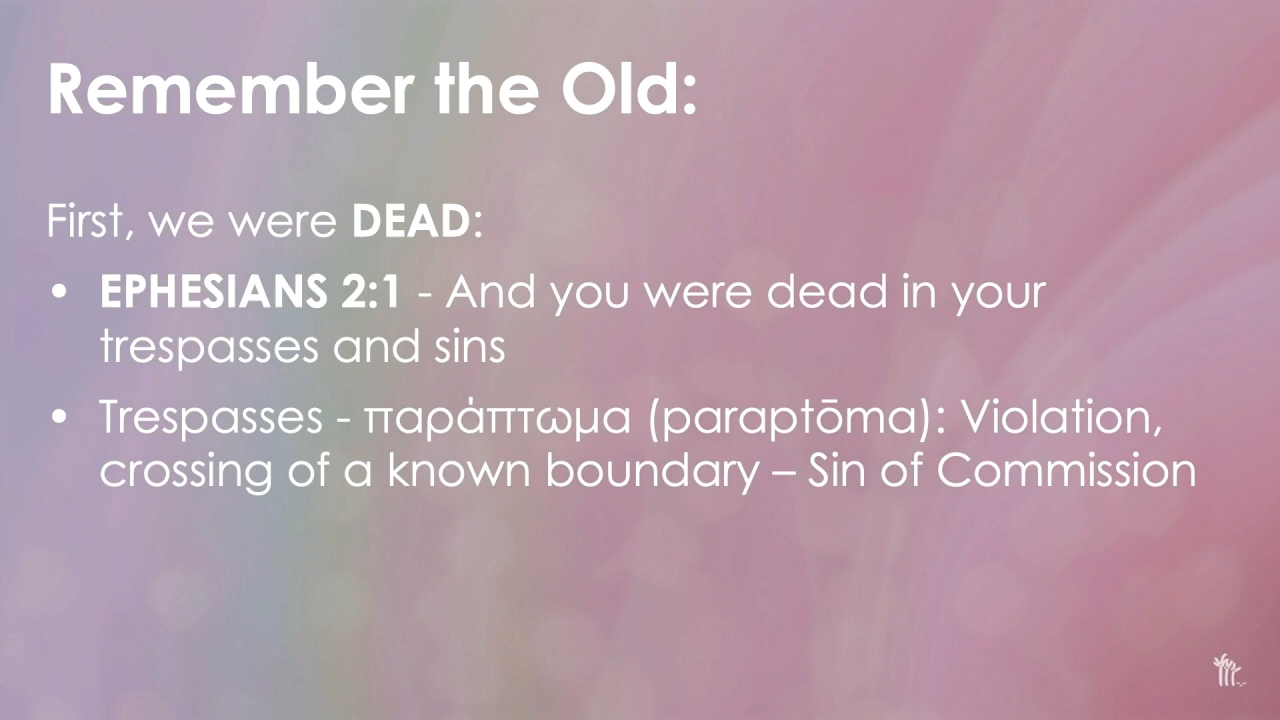 Remember the Old:
First, we were DEAD:
• EPHESIANS 2:1 - And you were dead in your
trespasses and sins
• Trespasses - παράπτωμα (paraptōma): Violation,
crossing of a known boundary – Sin of Commission